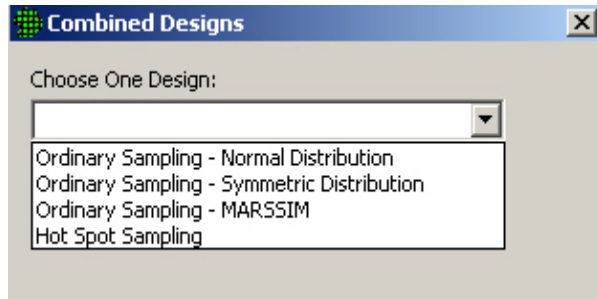 Combined Designs
Choose One Design:
Ordinary Sampling - Normal Distribution
Ordinary Sampling - Symmetric Distribution
Ordinary Sampling - MARSSIM
Hot Spot Sampling